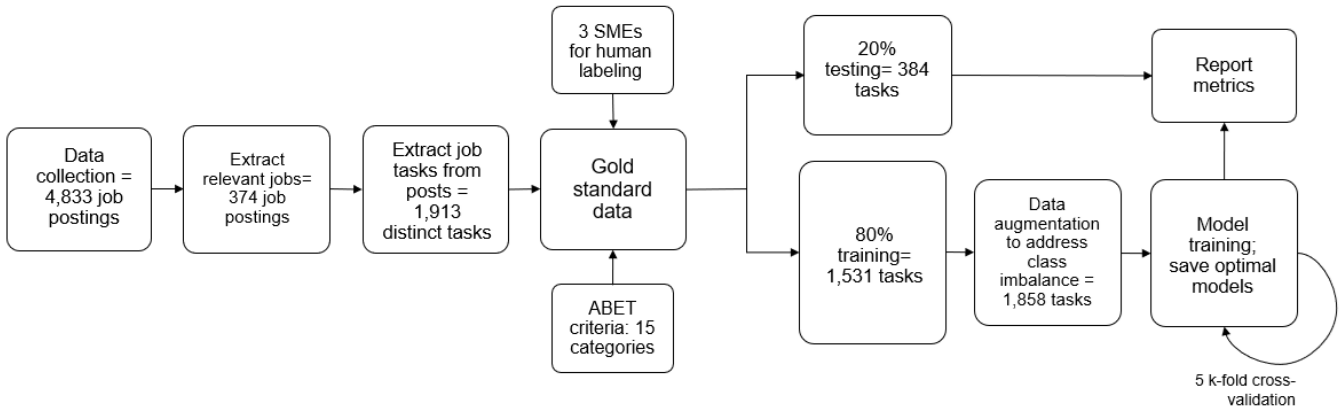 Data
collection =
4,833 job
postings
Extract
relevant jobs=
374 job
postings
Extract job
tasks from
posts =
1,913
distinct tasks
3 SMEs
for human
labeling
Gold
standard
data
ABET
criteria: 15
categories
20%
testing= 384
tasks
80%
training=
1,531 tasks
Data
augmentation
to address
class
imbalance =
1,858 tasks
Model
training;
save optimal
models
Report
metrics
5 k-fold cross-
validation